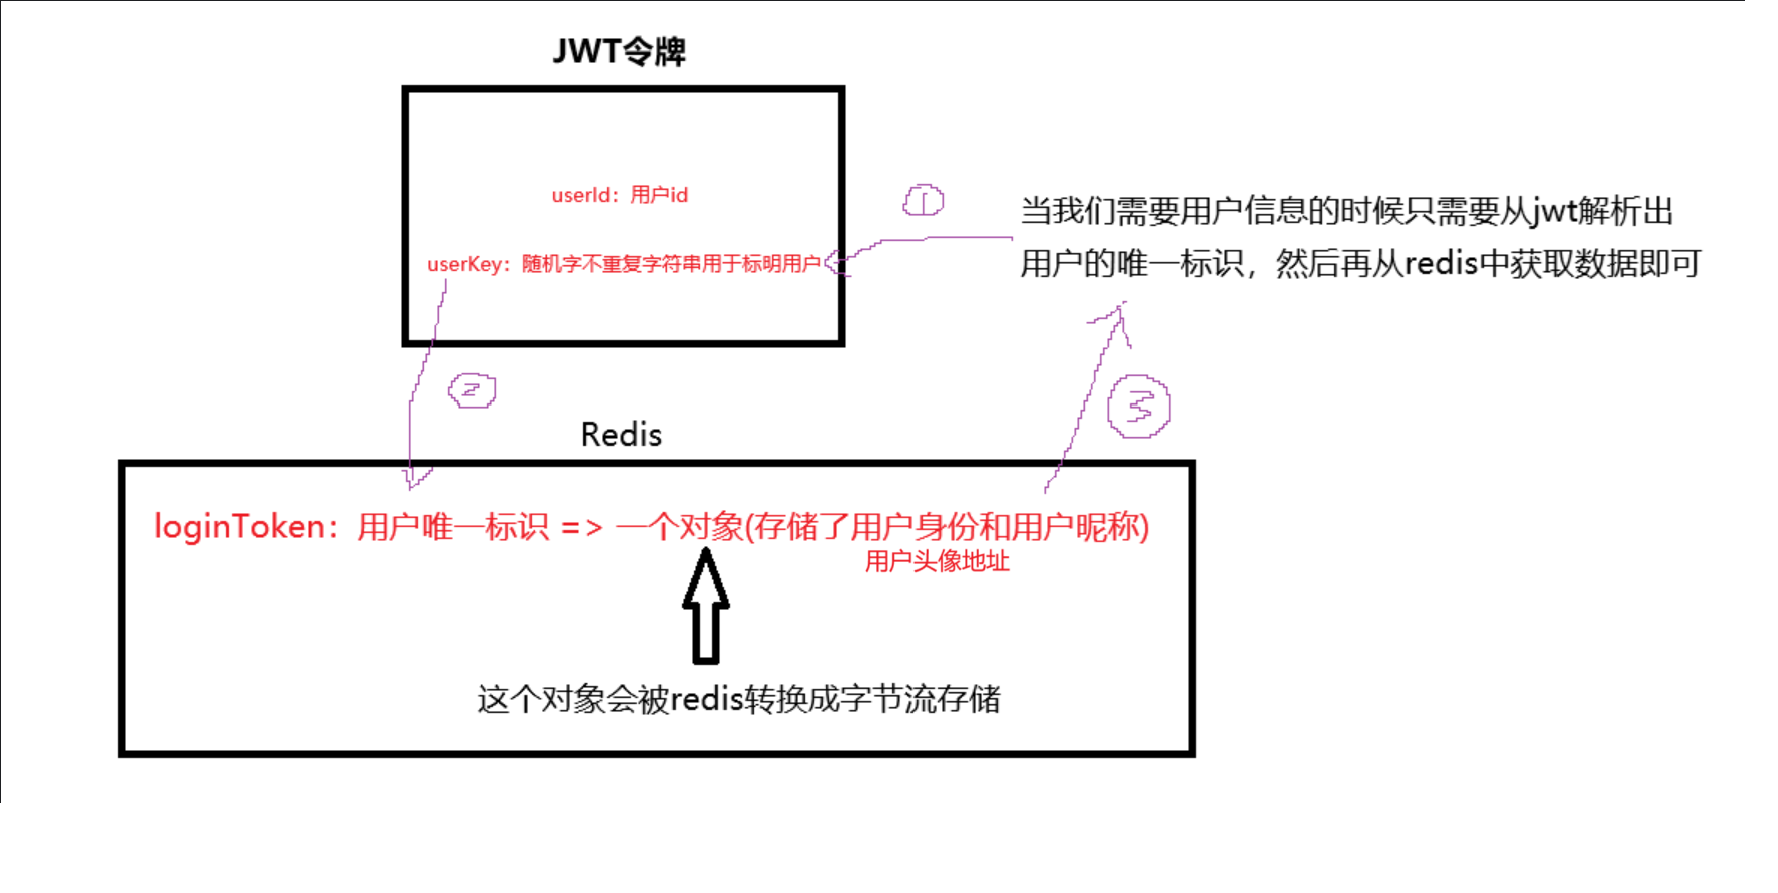 JWT令牌
userId：用户id
userKey：随机字不重复字符串用于标明用户
①
当我们需要用户信息的时候只需要从jwt解析出
用户的唯一标识，然后再从redis中获取数据即可
②
③
Redis
loginToken：用户唯一标识 => 一个对象(存储了用户身份和用户昵称)
用户头像地址
这个对象会被redis转换成字节流存储